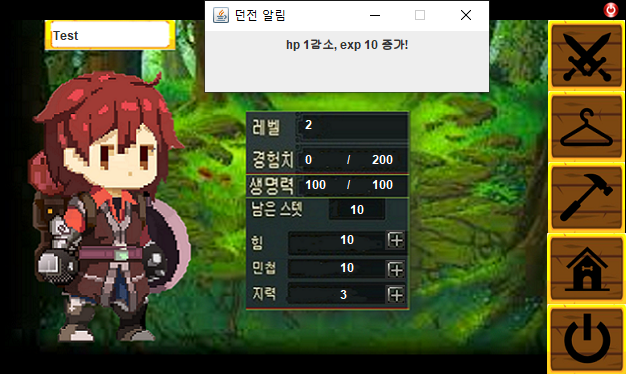 던전 알림
Test
hp 1감소, exp 10 증가!
레벨 2
경험치 0 / 200
생명력 100 / 100
남은 스텟 10
힘 10
민첩 10
지력 3